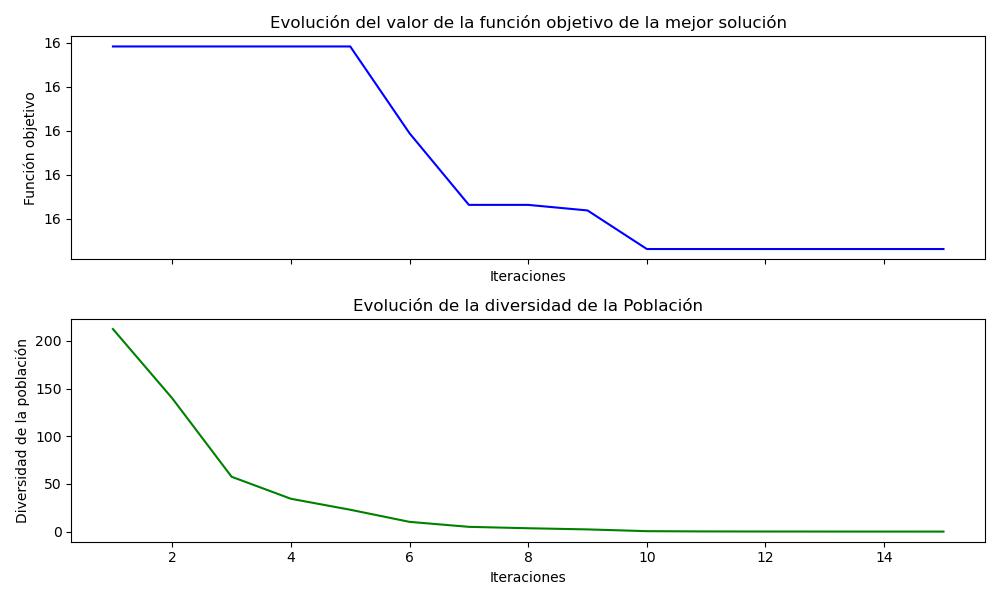 Evolución del valor de la función objetivo de la mejor solución
16
16
16
16
16
Función objetivo
Iteraciones
Evolución de la diversidad de la Población
200
150
100
50
0
Diversidad de la población
2 4 6 8 10 12 14
Iteraciones